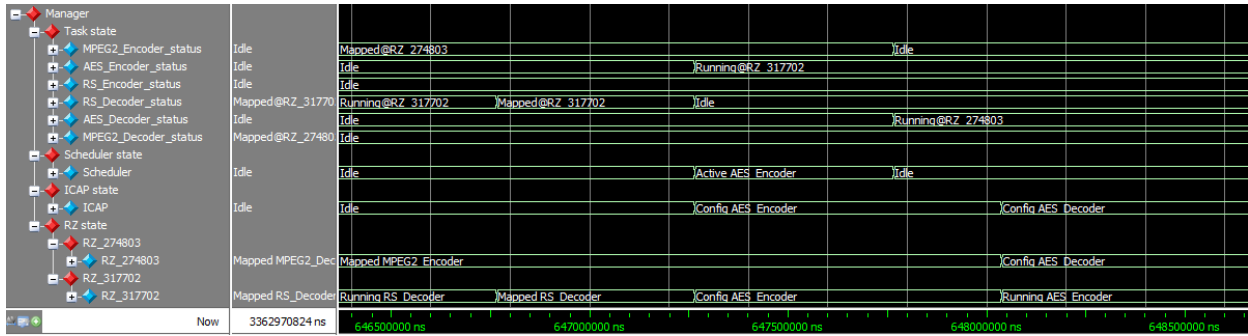 Manager
Task state
MPEG2_Encoder_status Idle Mapped@RZ_274803 Idle
AES_Encoder_status Idle Idle Running@RZ_317702
RS_Encoder_status Idle Idle
RS_Decoder_status Mapped@RZ_31770 Running@RZ_317702 Mapped@RZ_317702 Idle
AES_Decoder_status Idle Idle Running@RZ_274803
MPEG2_Decoder_status Mapped@RZ_27480 Idle
Scheduler state
Scheduler Idle Idle Active AES_Encoder Idle
ICAP state
ICAP Idle Idle Config AES_Encoder Config AES_Decoder
RZ state
RZ_274803
RZ_274803 Mapped MPEG2_Dec Mapped MPEG2_Encoder Config AES_Decoder
RZ_317702
RZ_317702 Mapped RS_Decoder Running RS_Decoder Mapped RS_Decoder Config AES_Encoder Running AES_Encoder
Now 3362970824 ns 646500000 ns 647000000 ns 647500000 ns 648000000 ns 648500000 ns